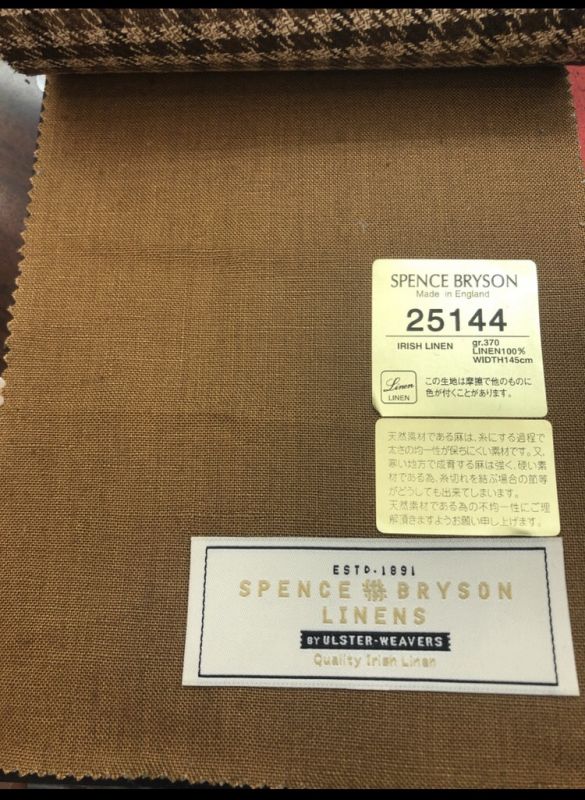 SPENCE BRYSON
Made in England
25144
IRISH LINEN
gr.370
LINEN100%
WIDTH145cm
Linen
LINEN
この生地は摩擦で他のものに
色が付くことがあります。
天然素材である麻は、糸にする過程で
太さの均一性が保ちにくい素材です。又、
寒い地方で成育する麻は強く、硬い素
材である為、糸切れを結ぶ場合の節等
がどうしても出来てしまいます。
天然素材である為の不均一性にご理
解頂きますようお願い申し上げます。
ESTD·1891
SPENCE BRYSON
LINENS
BY ULSTER-WEAVERS
Quality Irish Linen